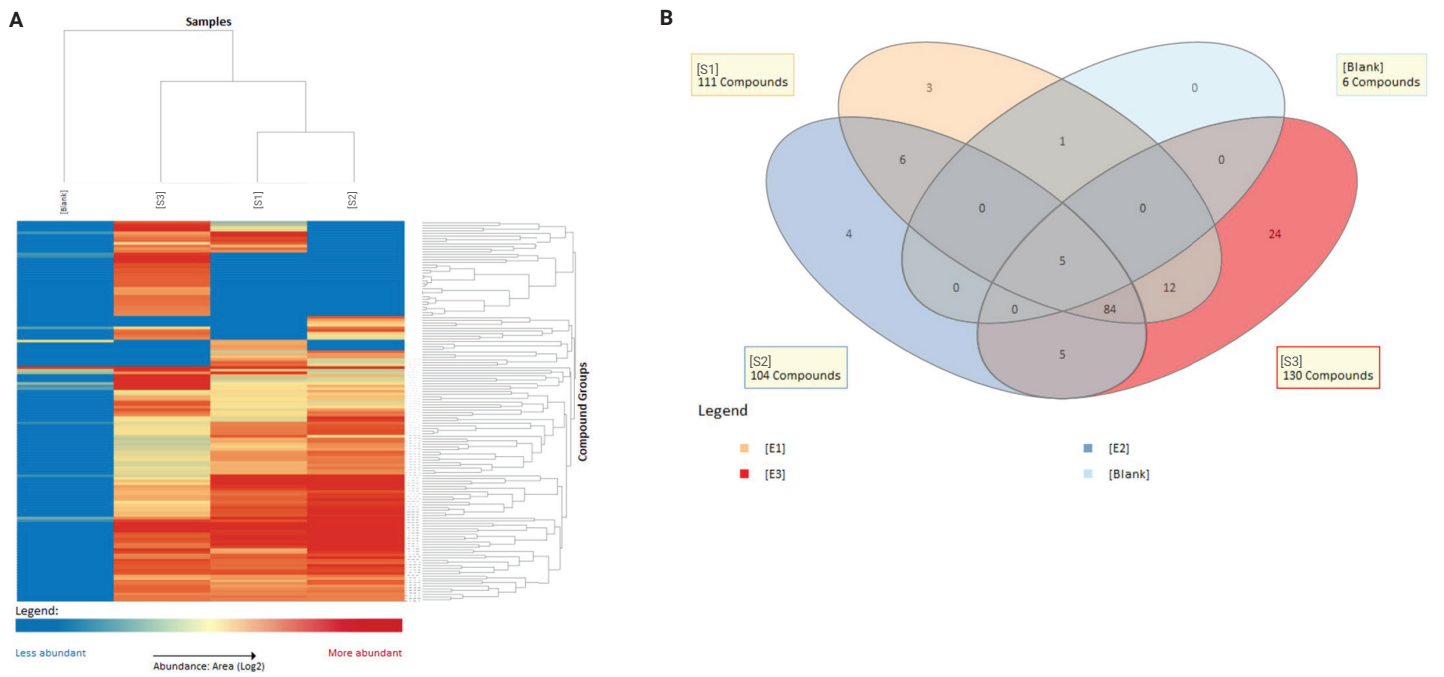 A
Samples
[Blank]
[S3]
[S1]
[S2]
Compound Groups
Legend:
Less abundant
More abundant
Abundance: Area (Log2)
B
[S1]
111 Compounds
[Blank]
6 Compounds
3
0
1
6
0
0
0
4
24
5
0
12
0
84
5
[S2]
104 Compounds
[S3]
130 Compounds
Legend
[E1]
[E2]
[E3]
[Blank]